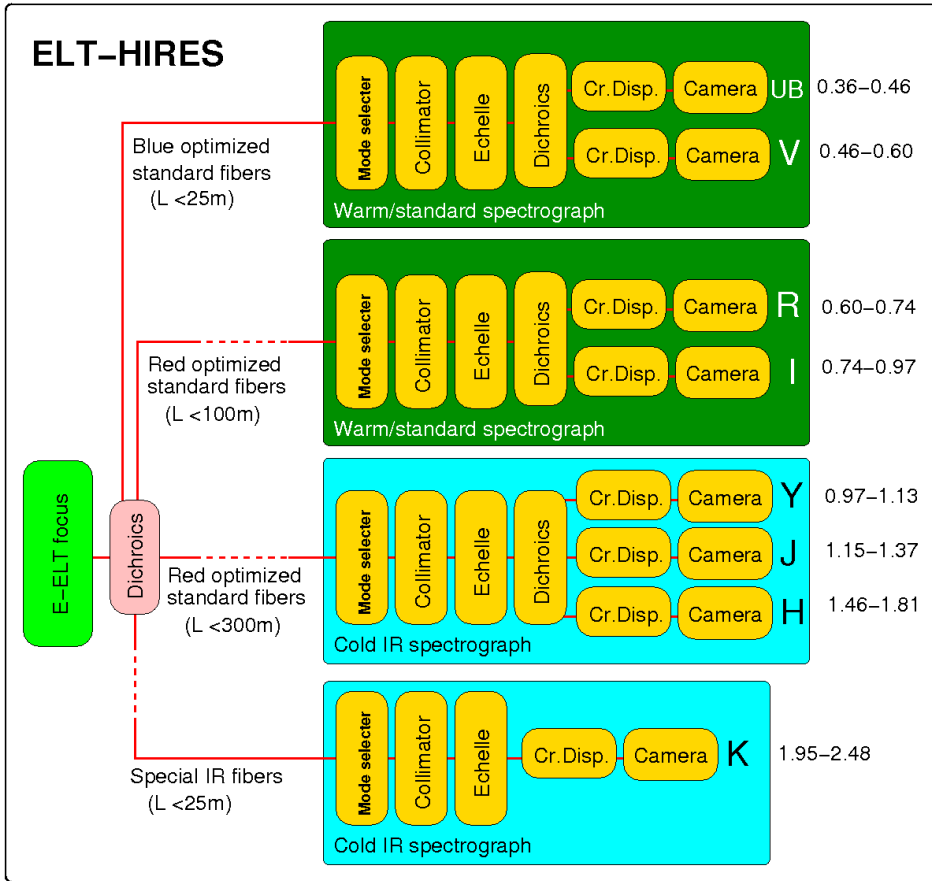 ELT–HIRES
Blue optimized
standard fibers
(L <25m)
Mode selecter
Collimator
Echelle
Dichroics
Cr.Disp.
Camera
UB
0.36–0.46
Cr.Disp.
Camera
V
0.46–0.60
Warm/standard spectrograph
Red optimized
standard fibers
(L <100m)
Mode selecter
Collimator
Echelle
Dichroics
Cr.Disp.
Camera
R
0.60–0.74
Cr.Disp.
Camera
I
0.74–0.97
Warm/standard spectrograph
E–ELT focus
Dichroics
Red optimized
standard fibers
(L <300m)
Mode selecter
Collimator
Echelle
Dichroics
Cr.Disp.
Camera
Y
0.97–1.13
Cr.Disp.
Camera
J
1.15–1.37
Cr.Disp.
Camera
H
1.46–1.81
Cold IR spectrograph
Special IR fibers
(L <25m)
Mode selecter
Collimator
Echelle
Cr.Disp.
Camera
K
1.95–2.48
Cold IR spectrograph